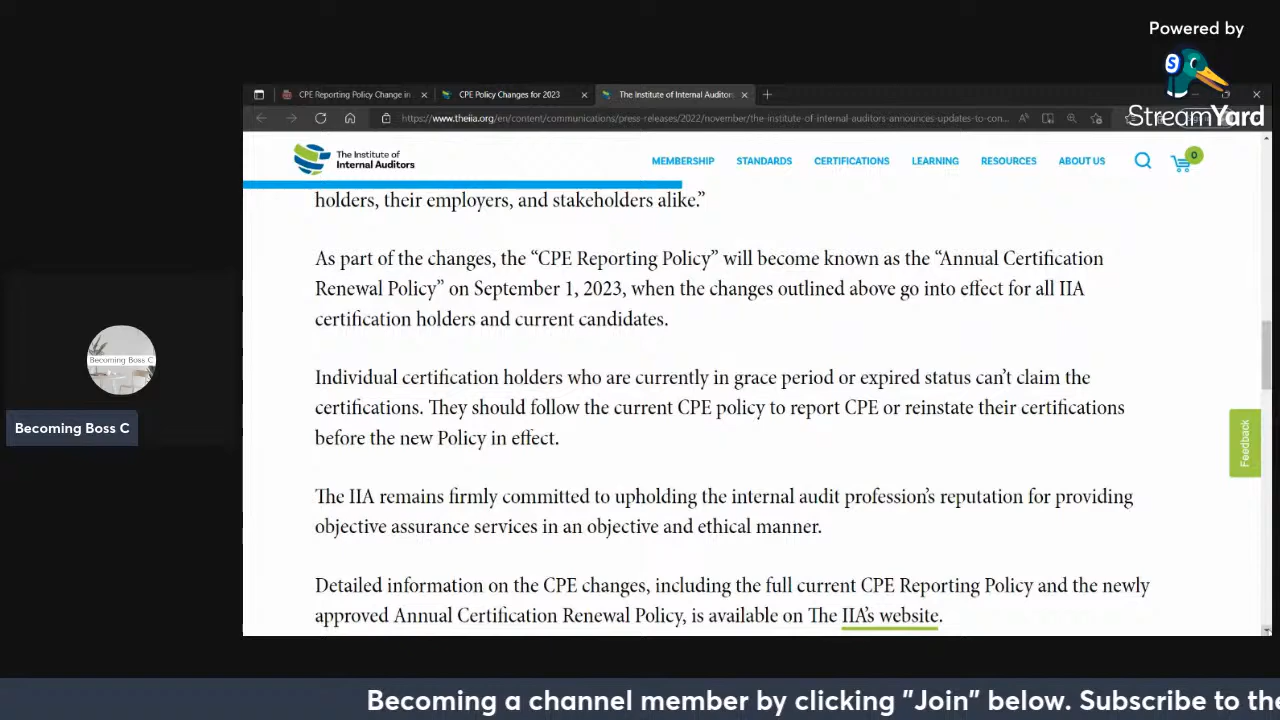 Powered by
S
StreamYard
CPE Reporting Policy Change in
CPE Policy Changes for 2023
The Institute of Internal Auditors
https://www.theiia.org/en/content/communications/press-releases/2022/november/the-institute-of-internal-auditors-announces-updates-to-con...
The Institute of
Internal Auditors
MEMBERSHIP STANDARDS CERTIFICATIONS LEARNING RESOURCES ABOUT US
0
holders, their employers, and stakeholders alike.”
As part of the changes, the “CPE Reporting Policy” will become known as the “Annual Certification
Renewal Policy” on September 1, 2023, when the changes outlined above go into effect for all IIA
certification holders and current candidates.
Individual certification holders who are currently in grace period or expired status can’t claim the
certifications. They should follow the current CPE policy to report CPE or reinstate their certifications
before the new Policy in effect.
The IIA remains firmly committed to upholding the internal audit profession’s reputation for providing
objective assurance services in an objective and ethical manner.
Detailed information on the CPE changes, including the full current CPE Reporting Policy and the newly
approved Annual Certification Renewal Policy, is available on The IIA’s website.
Feedback
Becoming Boss C
Becoming Boss C
Becoming a channel member by clicking "Join" below. Subscribe to the